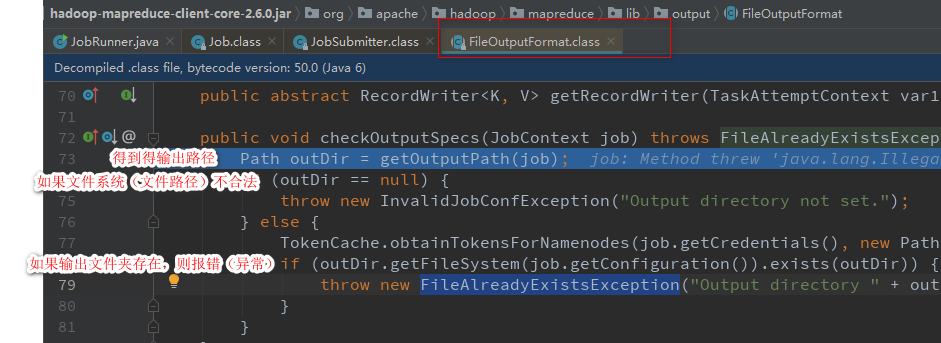 hadoop-mapreduce-client-core-2.6.0.jar 〉 org 〉 apache 〉 hadoop 〉 mapreduce 〉 lib 〉 output 〉 FileOutputFormat
JobRunner.java × Job.class × JobSubmitter.class × FileOutputFormat.class ×
Decompiled .class file, bytecode version: 50.0 (Java 6)
70 public abstract RecordWriter<K, V> getRecordWriter(TaskAttemptContext var1
71
72 @ public void checkOutputSpecs(JobContext job) throws FileAlreadyExistsExcep
73 得到得输出路径 Path outDir = getOutputPath(job); job: Method threw 'java.lang.Illega
如果文件系统（文件路径）不合法 (outDir == null) {
75 throw new InvalidJobConfException("Output directory not set.");
76 } else {
77 TokenCache.obtainTokensForNamenodes(job.getCredentials(), new Path
如果输出文件夹存在，则报错（异常） if (outDir.getFileSystem(job.getConfiguration()).exists(outDir)) {
79 throw new FileAlreadyExistsException("Output directory " + out
80 }
81 }